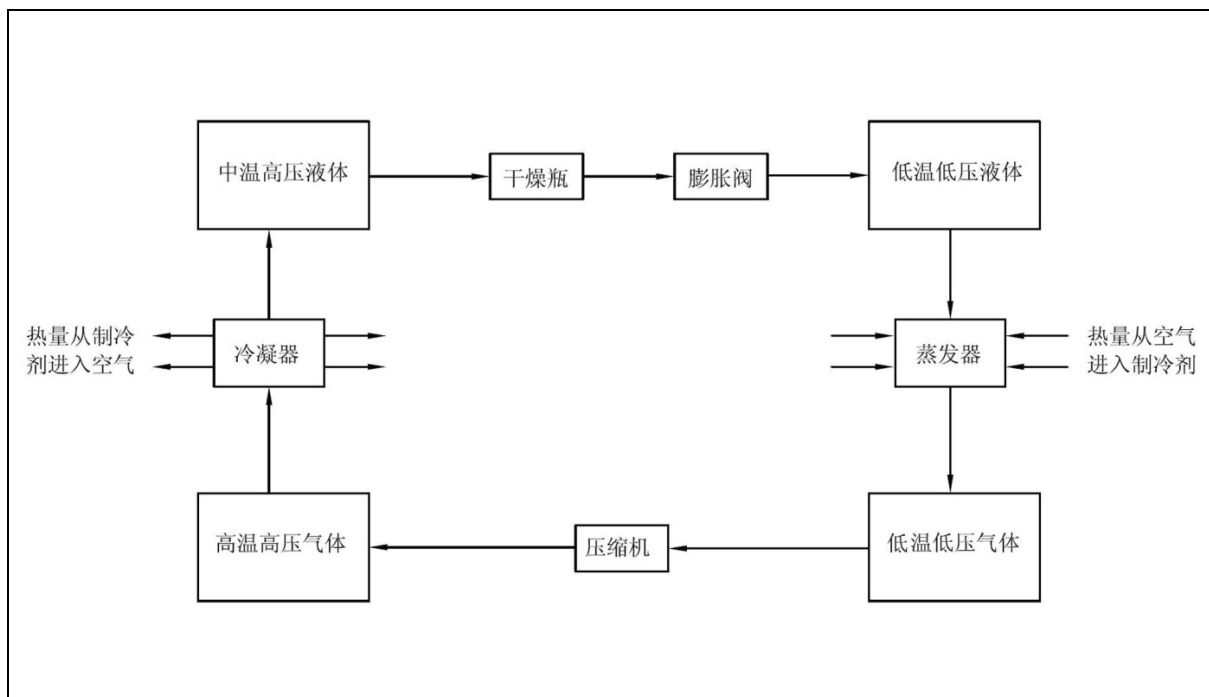 中温高压液体
干燥瓶
膨胀阀
低温低压液体
热量从制冷
剂进入空气
冷凝器
蒸发器
热量从空气
进入制冷剂
高温高压气体
压缩机
低温低压气体